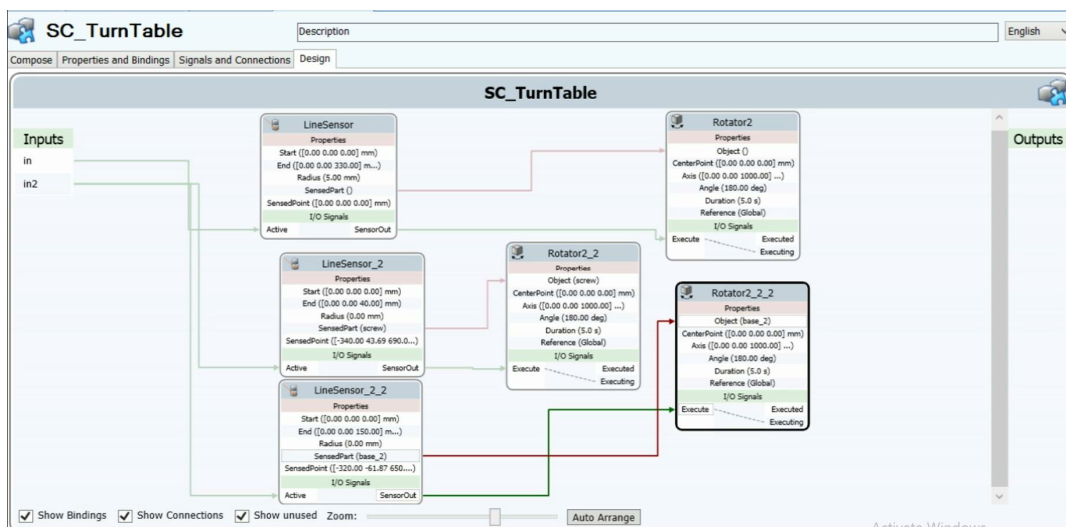 SC_TurnTable
Description
English
Compose
Properties and Bindings
Signals and Connections
Design
SC_TurnTable
Inputs
in
in2
Outputs
LineSensor
Properties
Start ([0.00 0.00 0.00] mm)
End ([0.00 0.00 330.00] m...)
Radius (5.00 mm)
SensedPart ()
SensedPoint ([0.00 0.00 0.00] mm)
I/O Signals
Active SensorOut
Rotator2
Properties
Object ()
CenterPoint ([0.00 0.00 0.00] mm)
Axis ([0.00 0.00 1000.00] ...)
Angle (180.00 deg)
Duration (5.0 s)
Reference (Global)
I/O Signals
Execute Executed
Executing
LineSensor_2
Properties
Start ([0.00 0.00 0.00] mm)
End ([0.00 0.00 40.00] mm)
Radius (0.00 mm)
SensedPart (screw)
SensedPoint ([-340.00 43.69 690.0...)
I/O Signals
Active SensorOut
Rotator2_2
Properties
Object (screw)
CenterPoint ([0.00 0.00 0.00] mm)
Axis ([0.00 0.00 1000.00] ...)
Angle (180.00 deg)
Duration (5.0 s)
Reference (Global)
I/O Signals
Execute Executed
Executing
Rotator2_2_2
Properties
Object (base_2)
CenterPoint ([0.00 0.00 0.00] mm)
Axis ([0.00 0.00 1000.00] ...)
Angle (180.00 deg)
Duration (5.0 s)
Reference (Global)
I/O Signals
Execute Executed
Executing
LineSensor_2_2
Properties
Start ([0.00 0.00 0.00] mm)
End ([0.00 0.00 150.00] m...)
Radius (0.00 mm)
SensedPart (base_2)
SensedPoint ([-320.00 -61.87 650....)
I/O Signals
Active SensorOut
Show Bindings Show Connections Show unused Zoom: Auto Arrange
Activate Windows